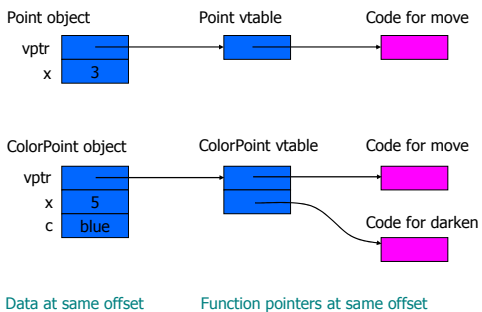 Point object Point vtable Code for move
vptr
x 3
ColorPoint object ColorPoint vtable Code for move
vptr
x 5
c blue
Code for darken
Data at same offset Function pointers at same offset